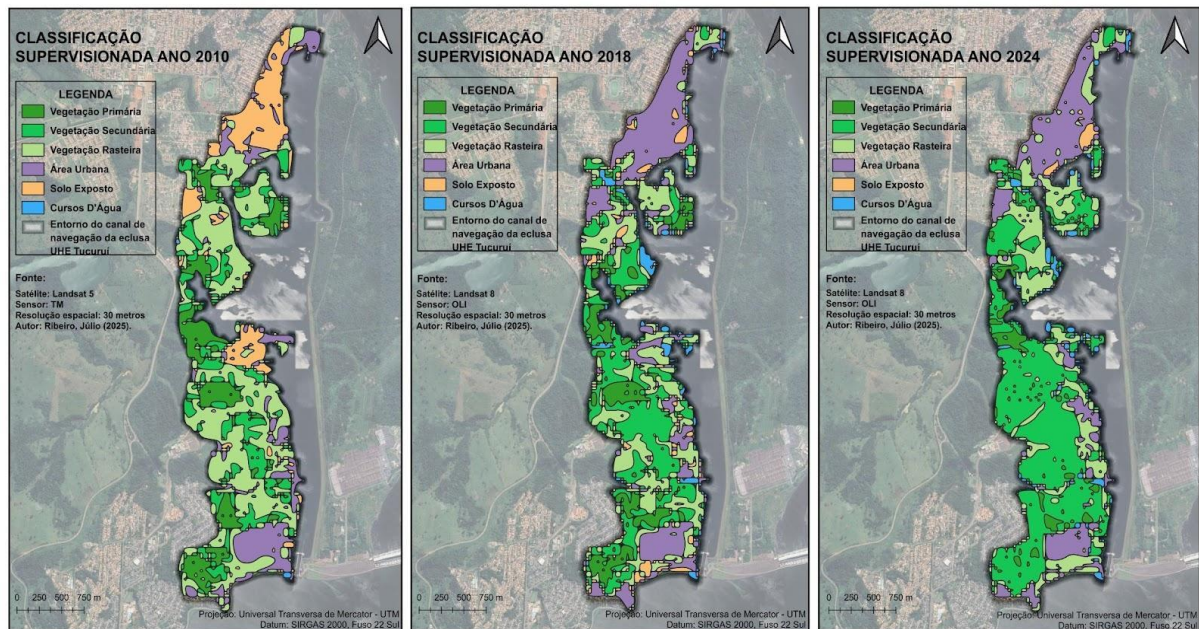 CLASSIFICAÇÃO
SUPERVISIONADA ANO 2010
LEGENDA
Vegetação Primária
Vegetação Secundária
Vegetação Rasteira
Área Urbana
Solo Exposto
Cursos D'Água
Entorno do canal de
navegação da eclusa
UHE Tucuruí
Fonte:
Satélite: Landsat 5
Sensor: TM
Resolução espacial: 30 metros
Autor: Ribeiro, Júlio (2025).
0 250 500 750 m
Projeção: Universal Transversa de Mercator - UTM
Datum: SIRGAS 2000, Fuso 22 Sul
CLASSIFICAÇÃO
SUPERVISIONADA ANO 2018
LEGENDA
Vegetação Primária
Vegetação Secundária
Vegetação Rasteira
Área Urbana
Solo Exposto
Cursos D'Água
Entorno do canal de
navegação da eclusa
UHE Tucuruí
Fonte:
Satélite: Landsat 8
Sensor: OLI
Resolução espacial: 30 metros
Autor: Ribeiro, Júlio (2025).
0 250 500 750 m
Projeção: Universal Transversa de Mercator - UTM
Datum: SIRGAS 2000, Fuso 22 Sul
CLASSIFICAÇÃO
SUPERVISIONADA ANO 2024
LEGENDA
Vegetação Primária
Vegetação Secundária
Vegetação Rasteira
Área Urbana
Solo Exposto
Cursos D'Água
Entorno do canal de
navegação da eclusa
UHE Tucuruí
Fonte:
Satélite: Landsat 8
Sensor: OLI
Resolução espacial: 30 metros
Autor: Ribeiro, Júlio (2025).
0 250 500 750 m
Projeção: Universal Transversa de Mercator - UTM
Datum: SIRGAS 2000, Fuso 22 Sul